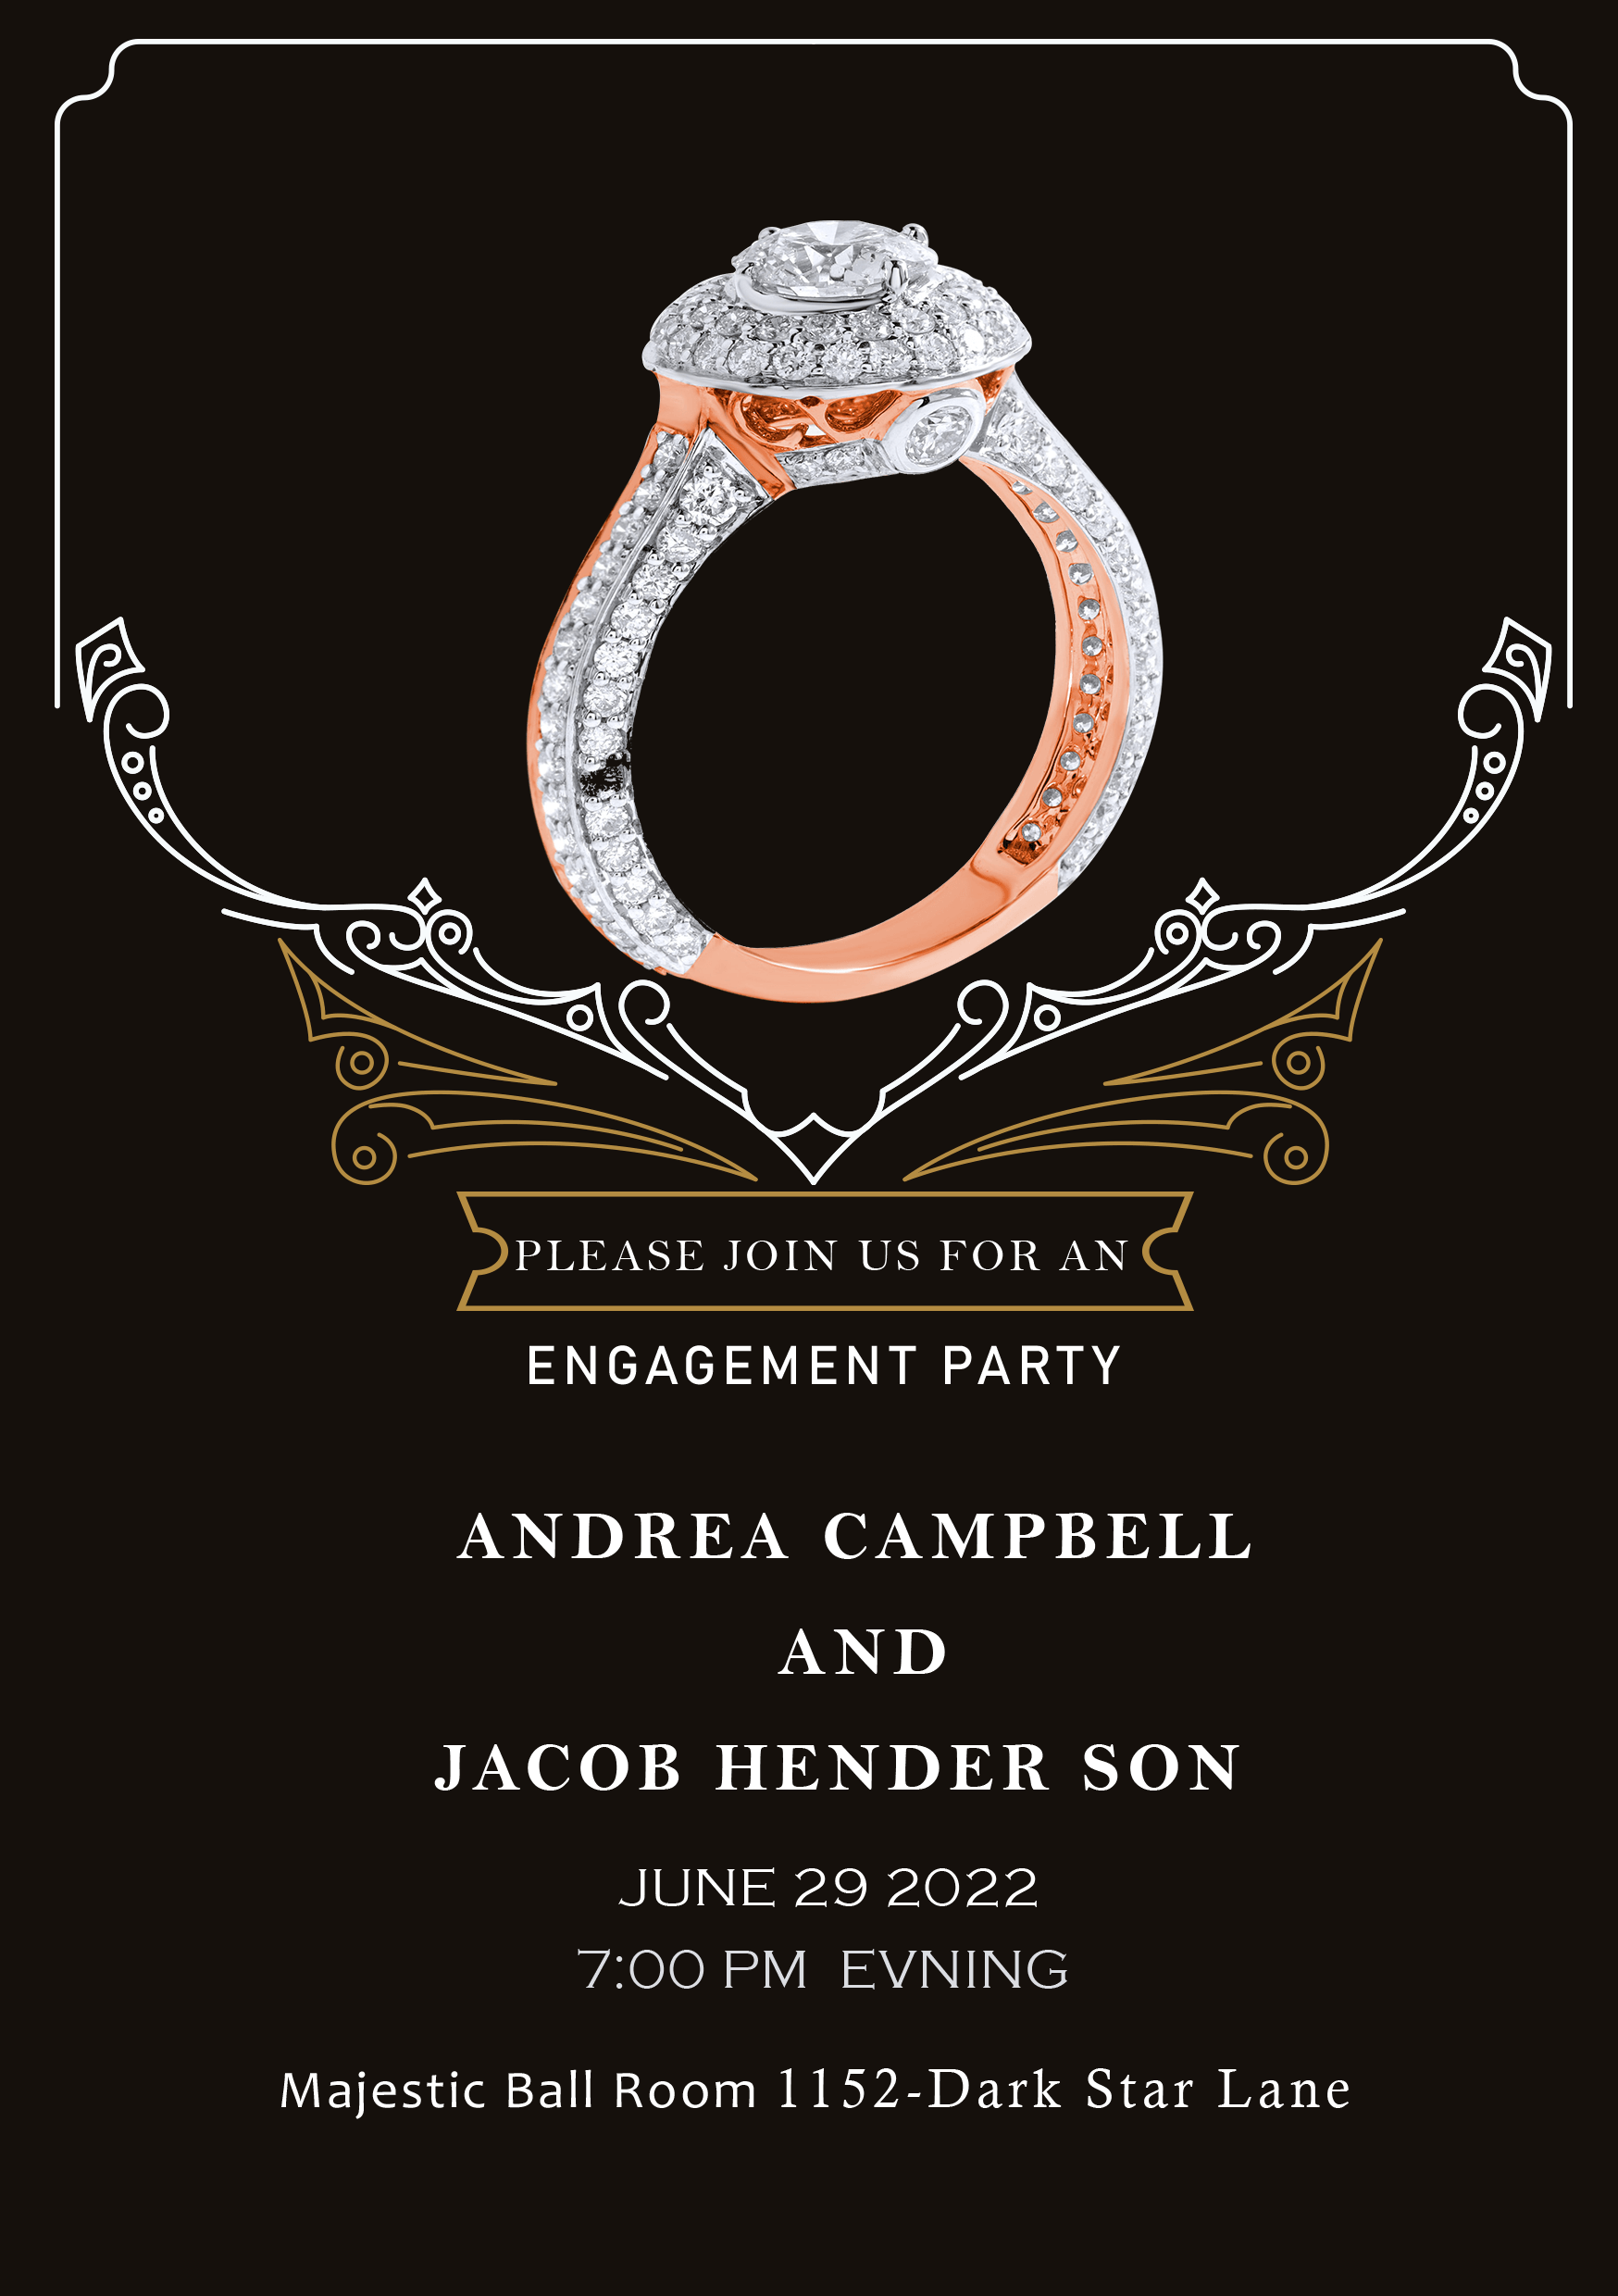 PLEASE JOIN US FOR AN
ENGAGEMENT PARTY
ANDREA CAMPBELL
AND
JACOB HENDER SON
JUNE 29 2022
7:00 PM EVNING
Majestic Ball Room 1152-Dark Star Lane